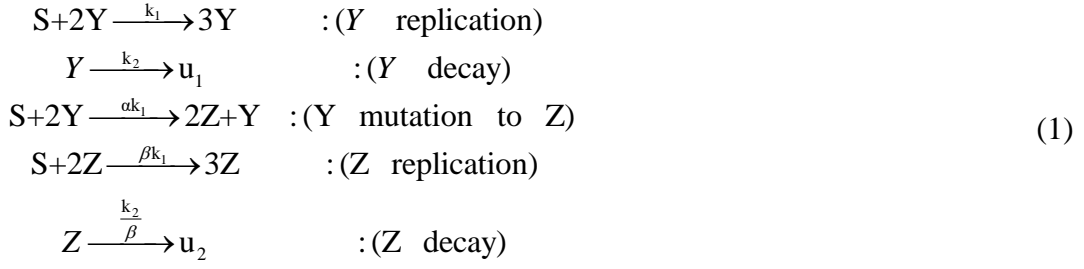 S+2Y —k₁→ 3Y :(Y replication)
Y —k₂→ u₁ :(Y decay)
S+2Y —αk₁→ 2Z+Y :(Y mutation to Z) (1)
S+2Z —βk₁→ 3Z :(Z replication)
Z —k₂/β→ u₂ :(Z decay)